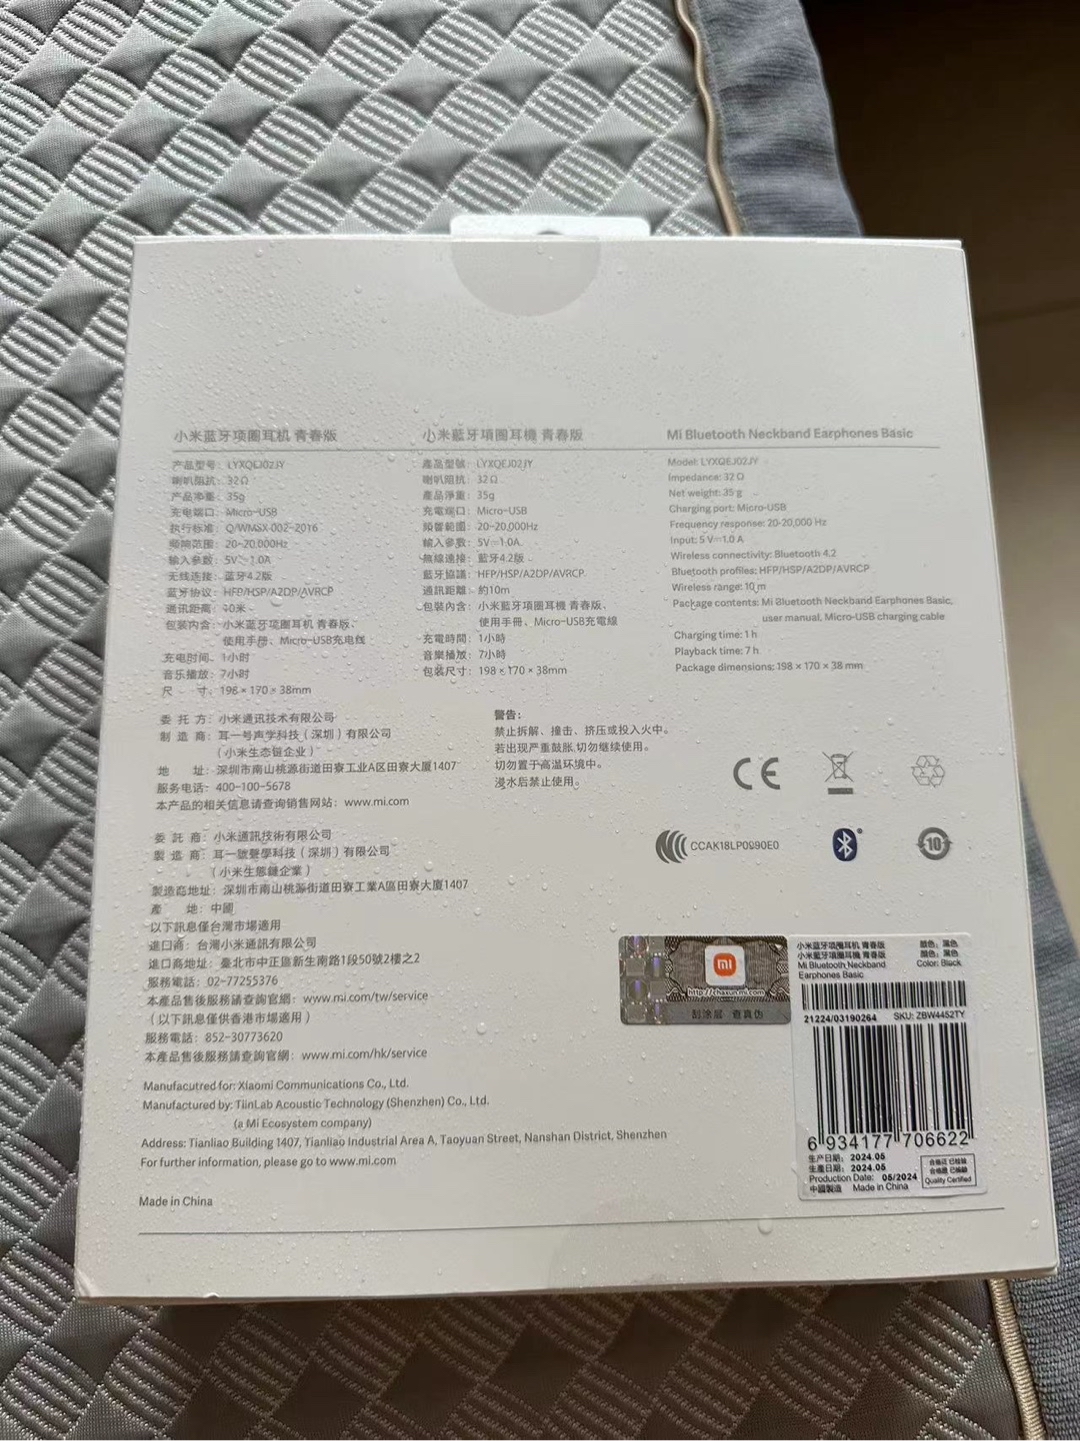 小米蓝牙项圈耳机 青春版
产品型号：LYXQEJ02JY
喇叭阻抗：32Ω
产品净重：35g
充电端口：Micro-USB
执行标准：Q/WMSX 002-2016
频响范围：20-20,000Hz
输入参数：5V⎓1.0A
无线连接：蓝牙4.2版
蓝牙协议：HFP/HSP/A2DP/AVRCP
通讯距离：10米
包装内含：小米蓝牙项圈耳机 青春版、
使用手册、Micro-USB充电线
充电时间：1小时
音乐播放：7小时
尺 寸：198×170×38mm
小米藍牙項圈耳機 青春版
產品型號：LYXQEJ02JY
喇叭阻抗：32Ω
產品淨重：35g
充電端口：Micro-USB
頻響範圍：20-20,000Hz
輸入參數：5V⎓1.0A
無線連接：藍牙4.2版
藍牙協議：HFP/HSP/A2DP/AVRCP
通訊距離：約10m
包裝內含：小米藍牙項圈耳機 青春版、
使用手冊、Micro-USB充電線
充電時間：1小時
音樂播放：7小時
包裝尺寸：198×170×38mm
Mi Bluetooth Neckband Earphones Basic
Model: LYXQEJ02JY
Impedance: 32 Ω
Net weight: 35 g
Charging port: Micro-USB
Frequency response: 20-20,000 Hz
Input: 5 V⎓1.0 A
Wireless connectivity: Bluetooth 4.2
Bluetooth profiles: HFP/HSP/A2DP/AVRCP
Wireless range: 10 m
Package contents: Mi Bluetooth Neckband Earphones Basic,
user manual, Micro-USB charging cable
Charging time: 1 h
Playback time: 7 h
Package dimensions: 198 × 170 × 38 mm
委 托 方：小米通讯技术有限公司
制 造 商：耳一号声学科技（深圳）有限公司
（小米生态链企业）
地 址：深圳市南山桃源街道田寮工业A区田寮大厦1407
服务电话：400-100-5678
本产品的相关信息请查询销售网站：www.mi.com
警告：
禁止拆解、撞击、挤压或投入火中。
若出现严重鼓胀,切勿继续使用。
切勿置于高温环境中。
浸水后禁止使用。
CE
CCAK18LP0990E0
10
委 託 商：小米通訊技術有限公司
製 造 商：耳一號聲學科技（深圳）有限公司
（小米生態鏈企業）
製造商地址：深圳市南山桃源街道田寮工業A區田寮大廈1407
產 地：中國
以下訊息僅台灣市場適用
進口商：台灣小米通訊有限公司
進口商地址：臺北市中正區新生南路1段50號2樓之2
服務電話：02-77255376
本產品售後服務請查詢官網：www.mi.com/tw/service
（以下訊息僅供香港市場適用）
服務電話：852-30773620
本產品售後服務請查詢官網：www.mi.com/hk/service
Manufacutred for: Xiaomi Communications Co., Ltd.
Manufactured by: TiinLab Acoustic Technology (Shenzhen) Co., Ltd.
(a Mi Ecosystem company)
Address: Tianliao Building 1407, Tianliao Industrial Area A, Taoyuan Street, Nanshan District, Shenzhen
For further information, please go to www.mi.com
Made in China
mi
http://chaxun.mi.com
刮涂层 查真伪
小米蓝牙项圈耳机 青春版 颜色：黑色
小米藍牙項圈耳機 青春版 顏色：黑色
Mi Bluetooth Neckband Color: Black
Earphones Basic
21224/03190264 SKU: ZBW4452TY
6 934177 706622
生产日期：2024.05
生產日期：2024.05
Production Date: 05/2024
中國製造 Made in China
合格证 已检验
合格證 已檢驗
Quality Certified